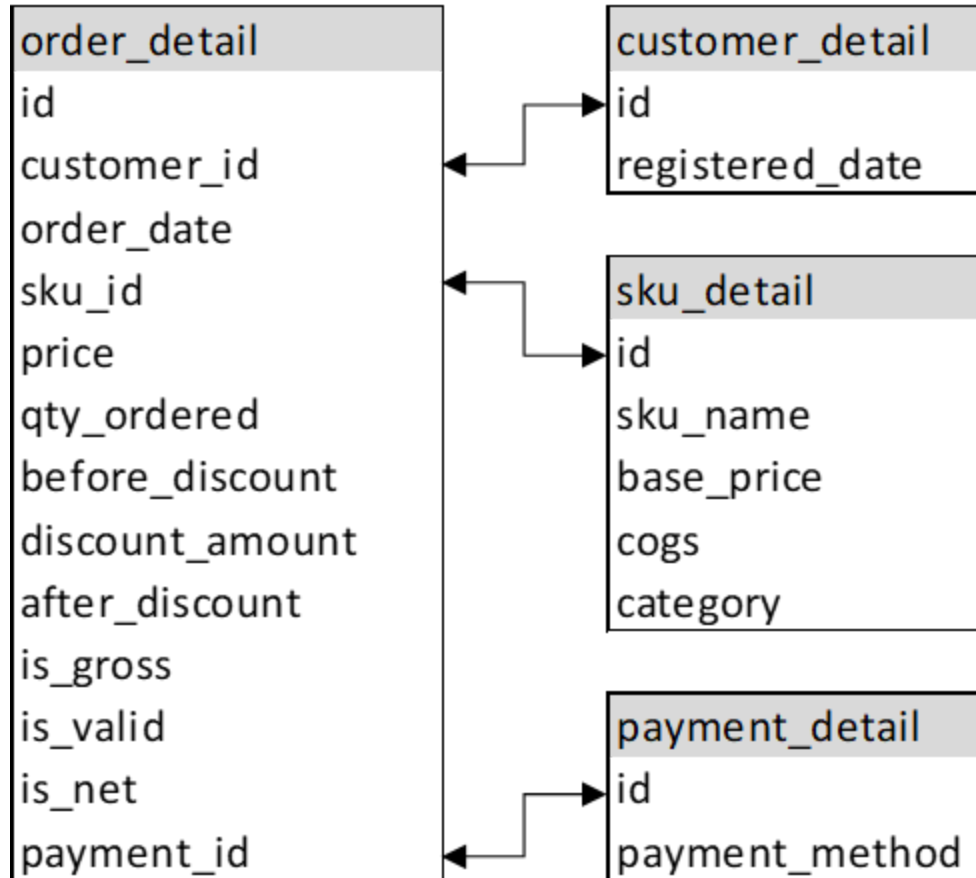 order_detail
id
customer_id
order_date
sku_id
price
qty_ordered
before_discount
discount_amount
after_discount
is_gross
is_valid
is_net
payment_id
customer_detail
id
registered_date
sku_detail
id
sku_name
base_price
cogs
category
payment_detail
id
payment_method